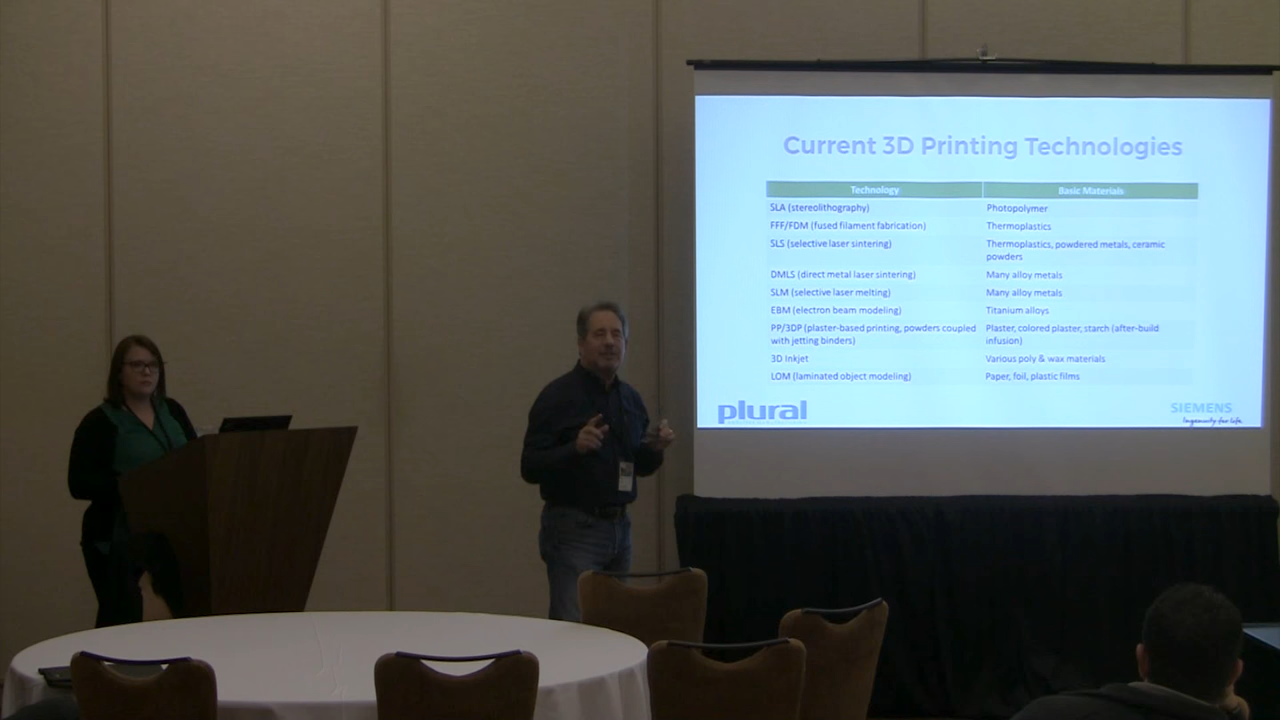 Current 3D Printing Technologies
Technology Basic Materials
SLA (stereolithography) Photopolymer
FFF/FDM (fused filament fabrication) Thermoplastics
SLS (selective laser sintering) Thermoplastics, powdered metals, ceramic
powders
DMLS (direct metal laser sintering) Many alloy metals
SLM (selective laser melting) Many alloy metals
EBM (electron beam modeling) Titanium alloys
PP/3DP (plaster-based printing, powders coupled Plaster, colored plaster, starch (after-build
with jetting binders) infusion)
3D Inkjet Various poly & wax materials
LOM (laminated object modeling) Paper, foil, plastic films
plural SIEMENS
Ingenuity for life